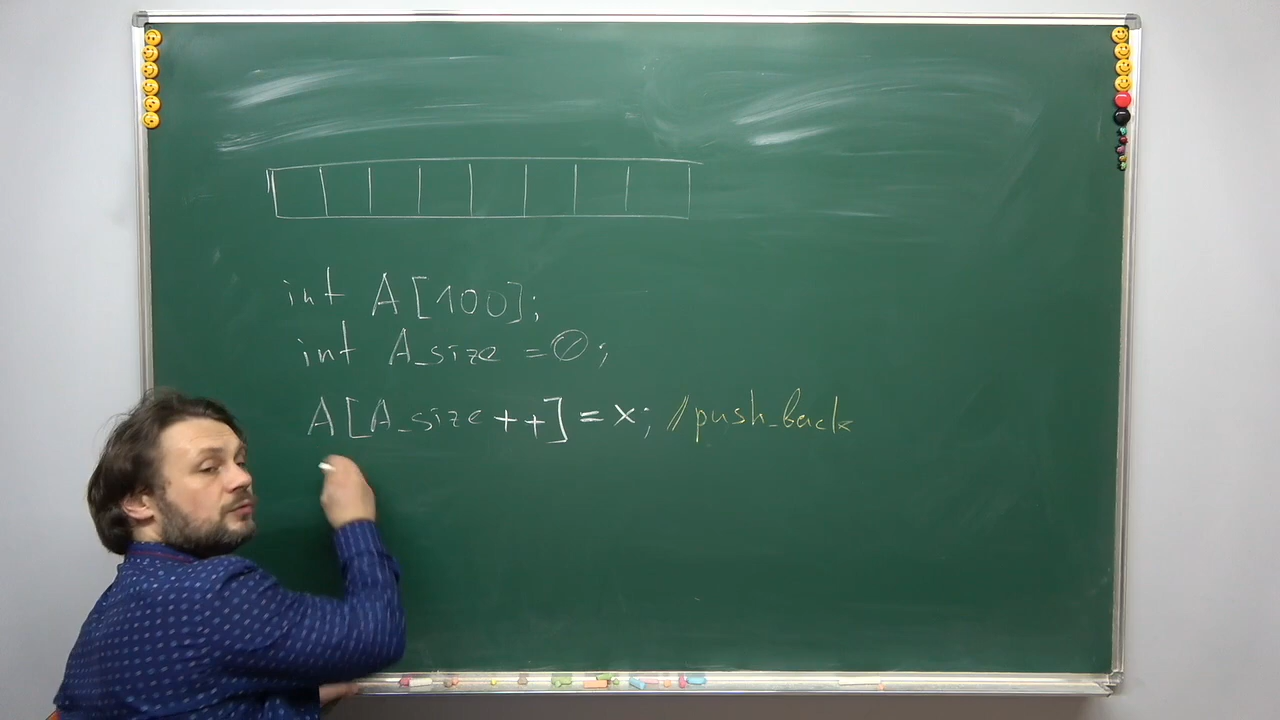 int A[100];
int A_size = 0;
A[A_size++] = x; //push_back